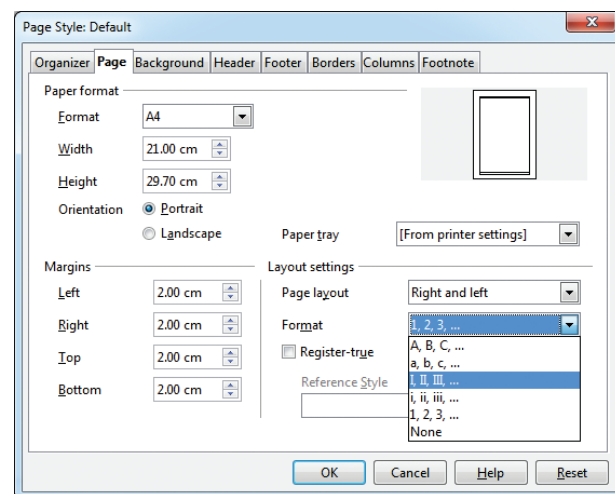 Page Style: Default
Organizer Page Background Header Footer Borders Columns Footnote
Paper format
Format A4
Width 21.00 cm
Height 29.70 cm
Orientation Portrait
Landscape Paper tray [From printer settings]
Margins Layout settings
Left 2.00 cm Page layout Right and left
Right 2.00 cm Format 1, 2, 3, ...
Top 2.00 cm Register-true A, B, C, ...
a, b, c, ...
Bottom 2.00 cm Reference Style I, II, III, ...
i, ii, iii, ...
1, 2, 3, ...
None
OK Cancel Help Reset